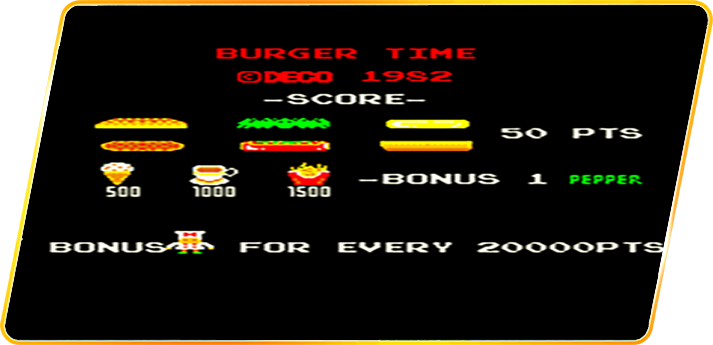 BURGER TIME
©DECO 1982
-SCORE-
50 PTS
500 1000 1500 -BONUS 1 PEPPER
BONUS FOR EVERY 20000PTS